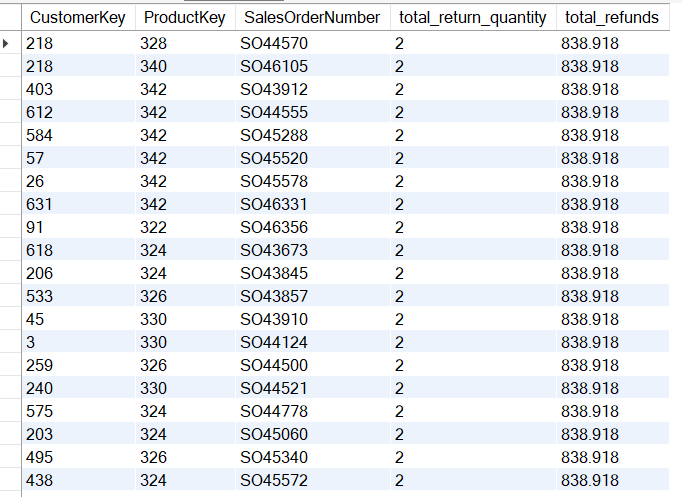 CustomerKey ProductKey SalesOrderNumber total_return_quantity total_refunds
218 328 SO44570 2 838.918
218 340 SO46105 2 838.918
403 342 SO43912 2 838.918
612 342 SO44555 2 838.918
584 342 SO45288 2 838.918
57 342 SO45520 2 838.918
26 342 SO45578 2 838.918
631 342 SO46331 2 838.918
91 322 SO46356 2 838.918
618 324 SO43673 2 838.918
206 324 SO43845 2 838.918
533 326 SO43857 2 838.918
45 330 SO43910 2 838.918
3 330 SO44124 2 838.918
259 326 SO44500 2 838.918
240 330 SO44521 2 838.918
575 324 SO44778 2 838.918
203 324 SO45060 2 838.918
495 326 SO45340 2 838.918
438 324 SO45572 2 838.918